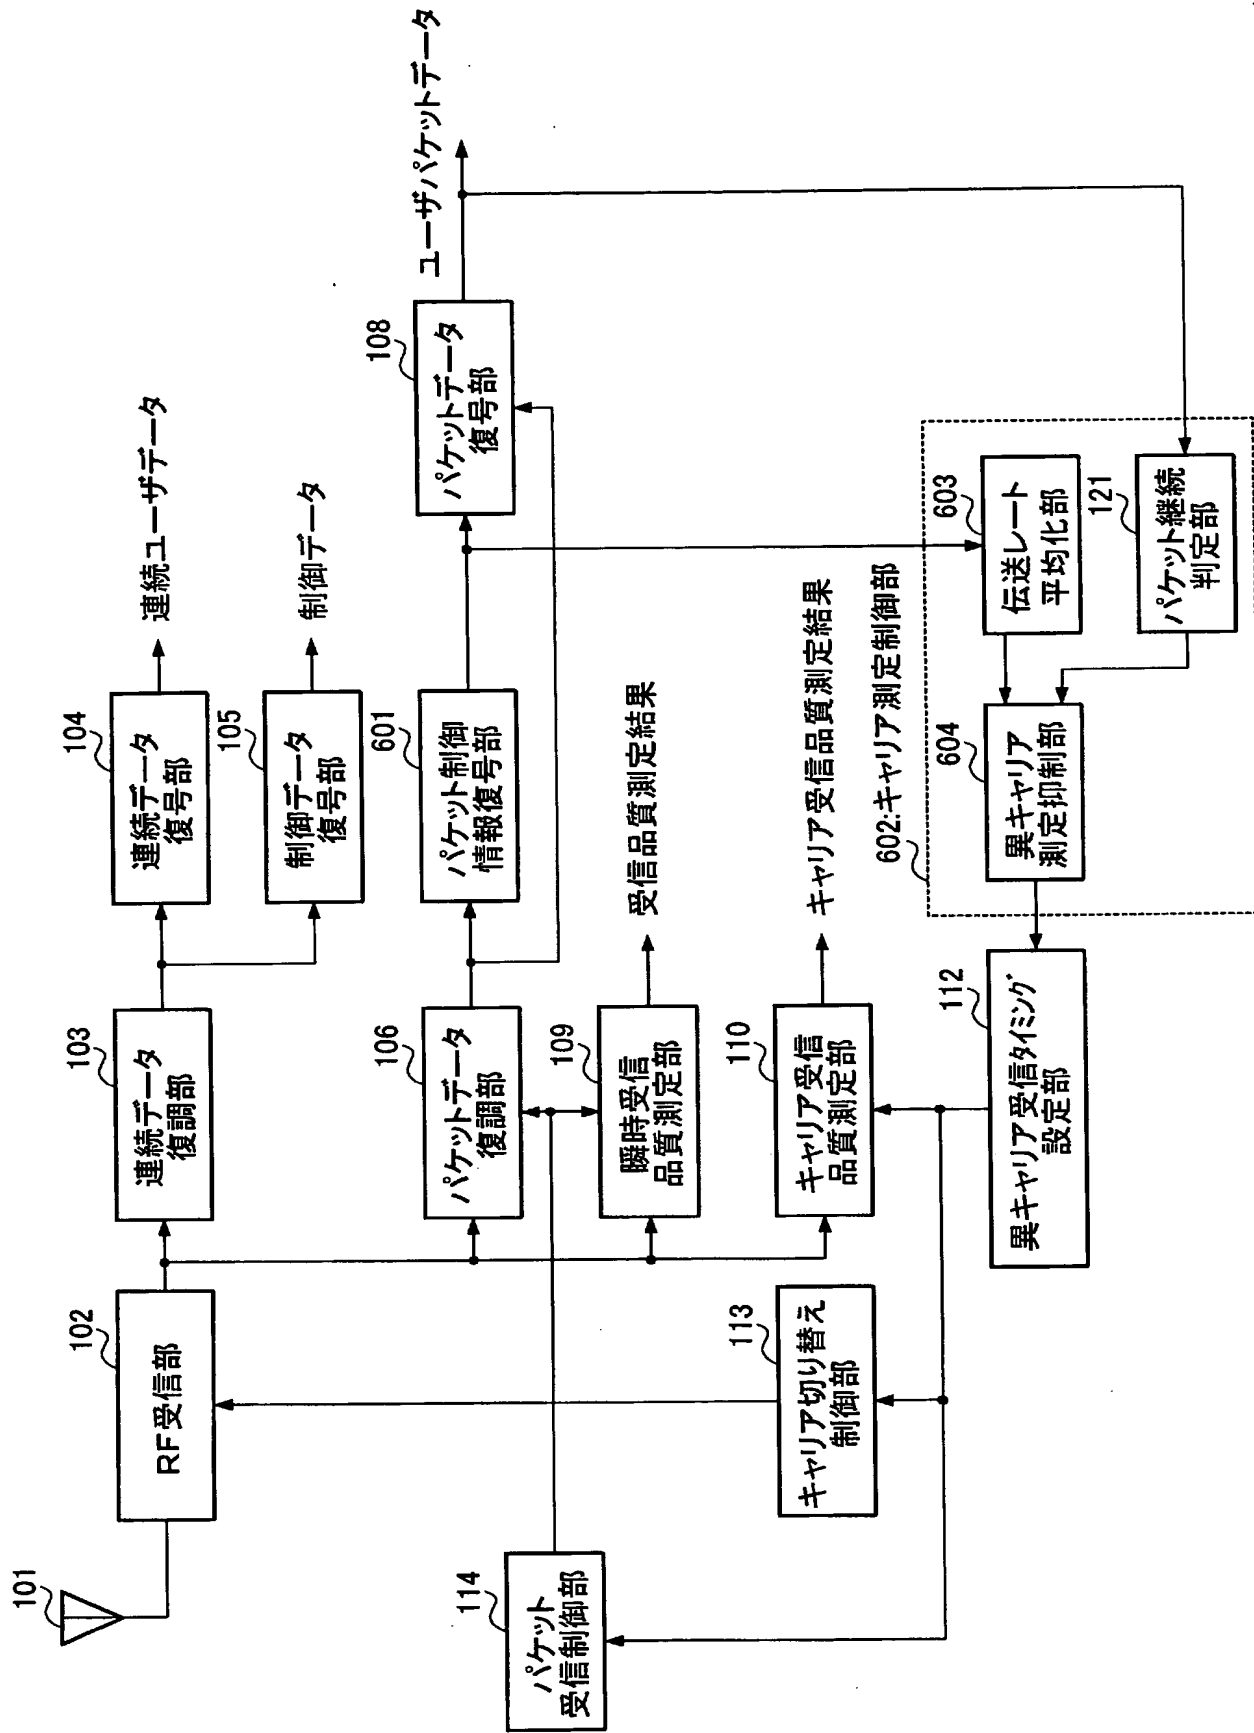 101
102
RF受信部
103
連続データ
復調部
104
連続データ
復号部
連続ユーザデータ
105
制御データ
復号部
制御データ
106
パケットデータ
復調部
601
パケット制御
情報復号部
108
パケットデータ
復号部
ユーザパケットデータ
109
瞬時受信
品質測定部
受信品質測定結果
110
キャリア受信
品質測定部
キャリア受信品質測定結果
114
パケット
受信制御部
113
キャリア切り替え
制御部
112
異キャリア受信タイミング
設定部
602:キャリア測定制御部
604
異キャリア
測定抑制部
603
伝送レート
平均化部
121
パケット継続
判定部